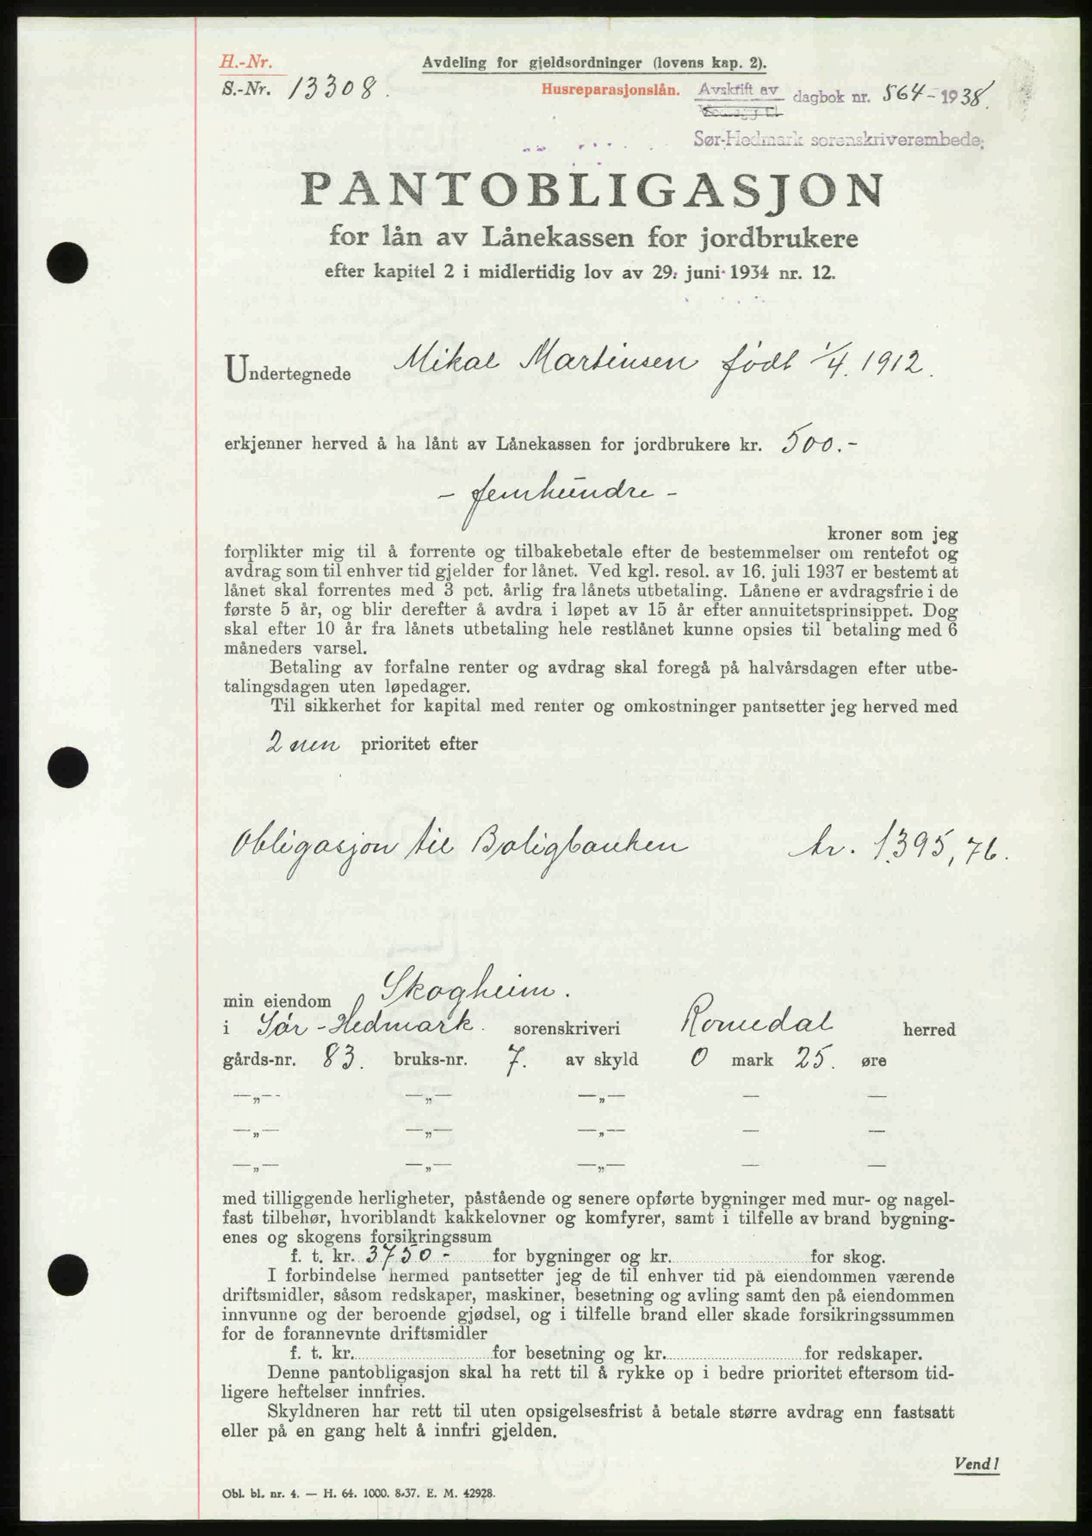 H.-Nr.
S.-Nr. 13308.
Avdeling for gjeldsordninger (lovens kap. 2).
Husreparasjonslån.
Avskrift av dagbok nr. 564-1938.
Sør-Hedmark sorenskriverembede.
PANTOBLIGASJON
for lån av Lånekassen for jordbrukere
efter kapitel 2 i midlertidig lov av 29. juni 1934 nr. 12.
Undertegnede Mikal Martinsen født 1/4. 1912.
erkjenner herved å ha lånt av Lånekassen for jordbrukere kr. 500.-
- femhundre -
kroner som jeg
forplikter mig til å forrente og tilbakebetale efter de bestemmelser om rentefot og
avdrag som til enhver tid gjelder for lånet. Ved kgl. resol. av 16. juli 1937 er bestemt at
lånet skal forrentes med 3 pct. årlig fra lånets utbetaling. Lånene er avdragsfrie i de
første 5 år, og blir derefter å avdra i løpet av 15 år efter annuitetsprinsippet. Dog
skal efter 10 år fra lånets utbetaling hele restlånet kunne opsies til betaling med 6
måneders varsel.
Betaling av forfalne renter og avdrag skal foregå på halvårsdagen efter utbe-
talingsdagen uten løpedager.
Til sikkerhet for kapital med renter og omkostninger pantsetter jeg herved med
2 nen prioritet efter
Obligasjon til Boligbanken kr. 1.395,76.
min eiendom Skogheim.
i Sør-Hedmark. sorenskriveri Romedal herred
gårds-nr. 83. bruks-nr. 7. av skyld 0 mark 25. øre
—„— —„— —„— — —
—„— —„— —„— — —
—„— —„— —„— — —
med tilliggende herligheter, påstående og senere opførte bygninger med mur- og nagel-
fast tilbehør, hvoriblandt kakkelovner og komfyrer, samt i tilfelle av brand bygning-
enes og skogens forsikringssum
f. t. kr. 3750- for bygninger og kr. for skog.
I forbindelse hermed pantsetter jeg de til enhver tid på eiendommen værende
driftsmidler, såsom redskaper, maskiner, besetning og avling samt den på eiendommen
innvunne og der beroende gjødsel, og i tilfelle brand eller skade forsikringssummen
for de forannevnte driftsmidler
f. t. kr. for besetning og kr. for redskaper.
Denne pantobligasjon skal ha rett til å rykke op i bedre prioritet eftersom tid-
ligere heftelser innfries.
Skyldneren har rett til uten opsigelsesfrist å betale større avdrag enn fastsatt
eller på en gang helt å innfri gjelden.
Vend!
Obl. bl. nr. 4. — H. 64. 1000. 8-37. E. M. 42928.